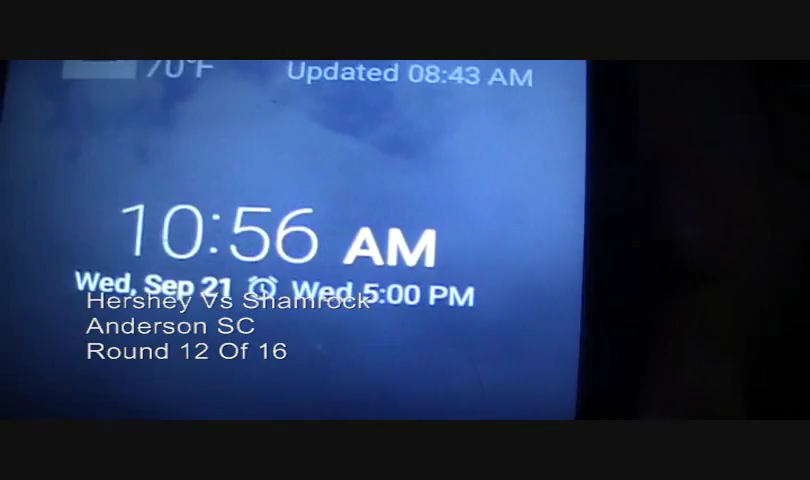 70°F
Updated 08:43 AM
10:56 AM
Wed, Sep 21 Wed 5:00 PM
Hershey Vs Shamrock
Anderson SC
Round 12 Of 16